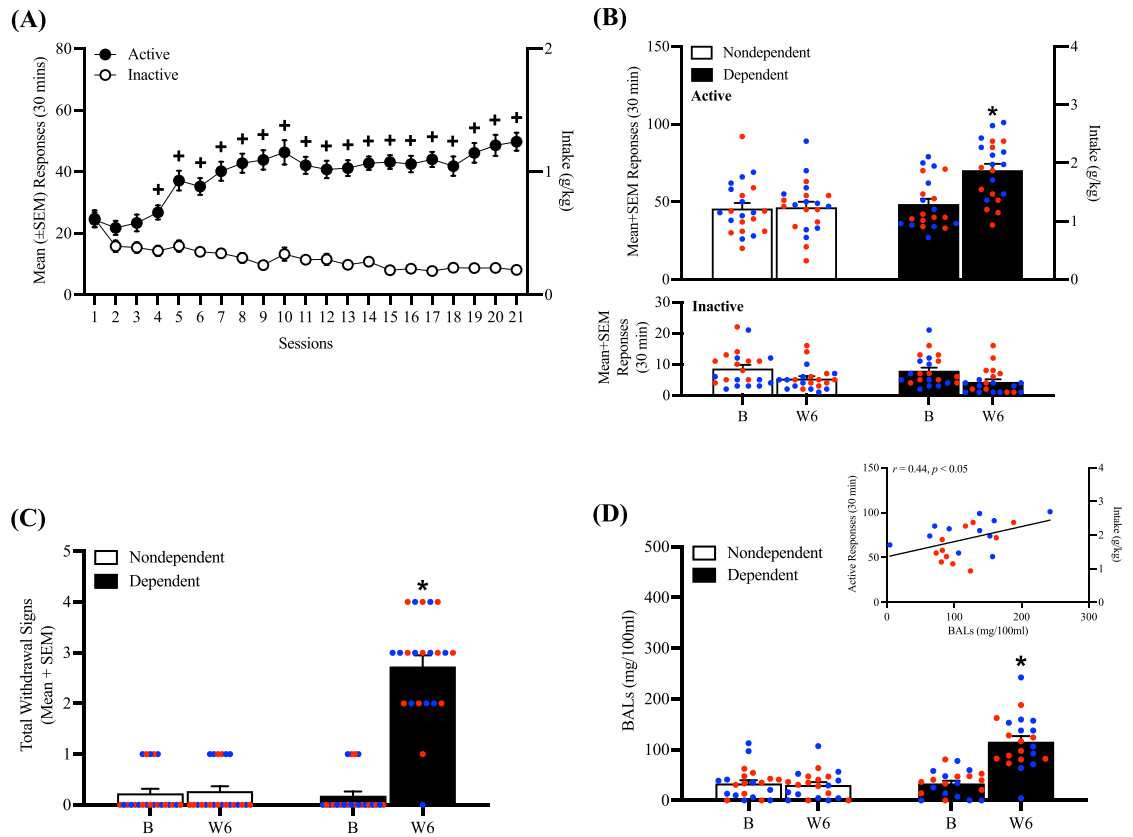 (A)
80
60
40
20
0
Mean (±SEM) Responses (30 mins)
Active
Inactive
+ + + + + + + + + + + + + + + + + +
2
1
0
Intake (g/kg)
1 2 3 4 5 6 7 8 9 10 11 12 13 14 15 16 17 18 19 20 21
Sessions
(B)
150
100
50
0
Mean+SEM Responses (30 min)
Nondependent
Dependent
Active
*
4
3
2
1
0
Intake (g/kg)
30
20
10
0
Mean+SEM
Reponses
(30 min)
Inactive
B W6 B W6
(C)
5
4
3
2
1
0
Total Withdrawal Signs
(Mean + SEM)
Nondependent
Dependent
*
B W6 B W6
(D)
500
400
300
200
100
0
BALs (mg/100ml)
Nondependent
Dependent
*
B W6 B W6
150
100
50
0
Active Responses (30 min)
r = 0.44, p < 0.05
4
3
2
1
0
Intake (g/kg)
0 100 200 300
BALs (mg/100ml)